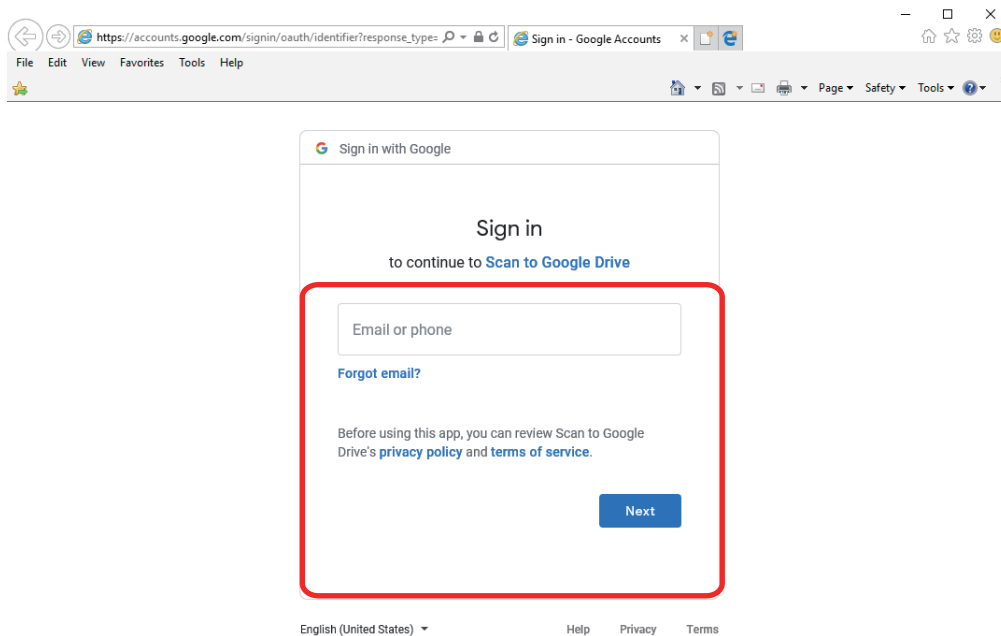 https://accounts.google.com/signin/oauth/identifier?response_type=
Sign in - Google Accounts
File Edit View Favorites Tools Help
Page Safety Tools
Sign in with Google
Sign in
to continue to Scan to Google Drive
Email or phone
Forgot email?
Before using this app, you can review Scan to Google
Drive's privacy policy and terms of service.
Next
English (United States) Help Privacy Terms